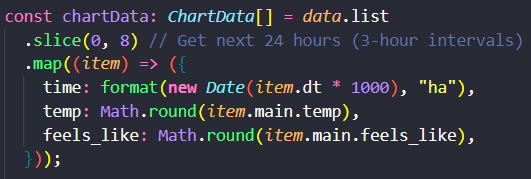 const chartData: ChartData[] = data.list
  .slice(0, 8) // Get next 24 hours (3-hour intervals)
  .map((item) => ({
    time: format(new Date(item.dt * 1000), "ha"),
    temp: Math.round(item.main.temp),
    feels_like: Math.round(item.main.feels_like),
  }));